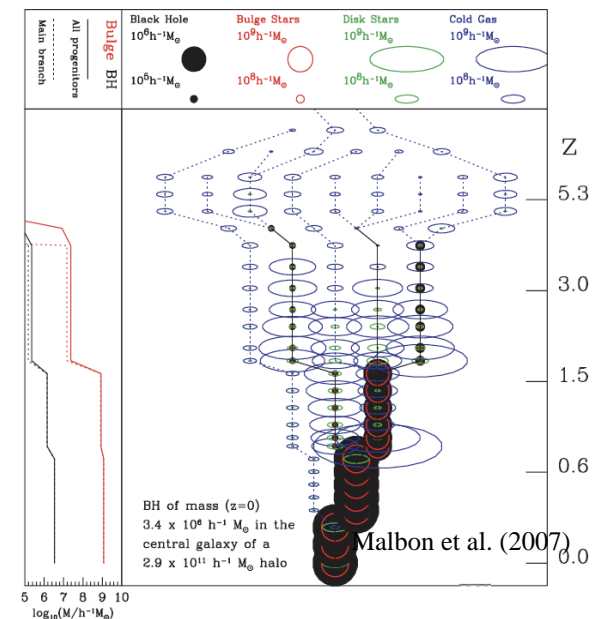 Bulge BH
All progenitors
Main branch
Black Hole
10⁶h⁻¹M⊙
10⁵h⁻¹M⊙
Bulge Stars
10⁹h⁻¹M⊙
10⁸h⁻¹M⊙
Disk Stars
10⁹h⁻¹M⊙
10⁸h⁻¹M⊙
Cold Gas
10⁹h⁻¹M⊙
10⁸h⁻¹M⊙
Z
5.3
3.0
1.5
0.6
0.0
BH of mass (z=0)
3.4 x 10⁶ h⁻¹ M⊙ in the
central galaxy of a
2.9 x 10¹¹ h⁻¹ M⊙ halo
Malbon et al. (2007)
5 6 7 8 9 10
log₁₀(M/h⁻¹M⊙)